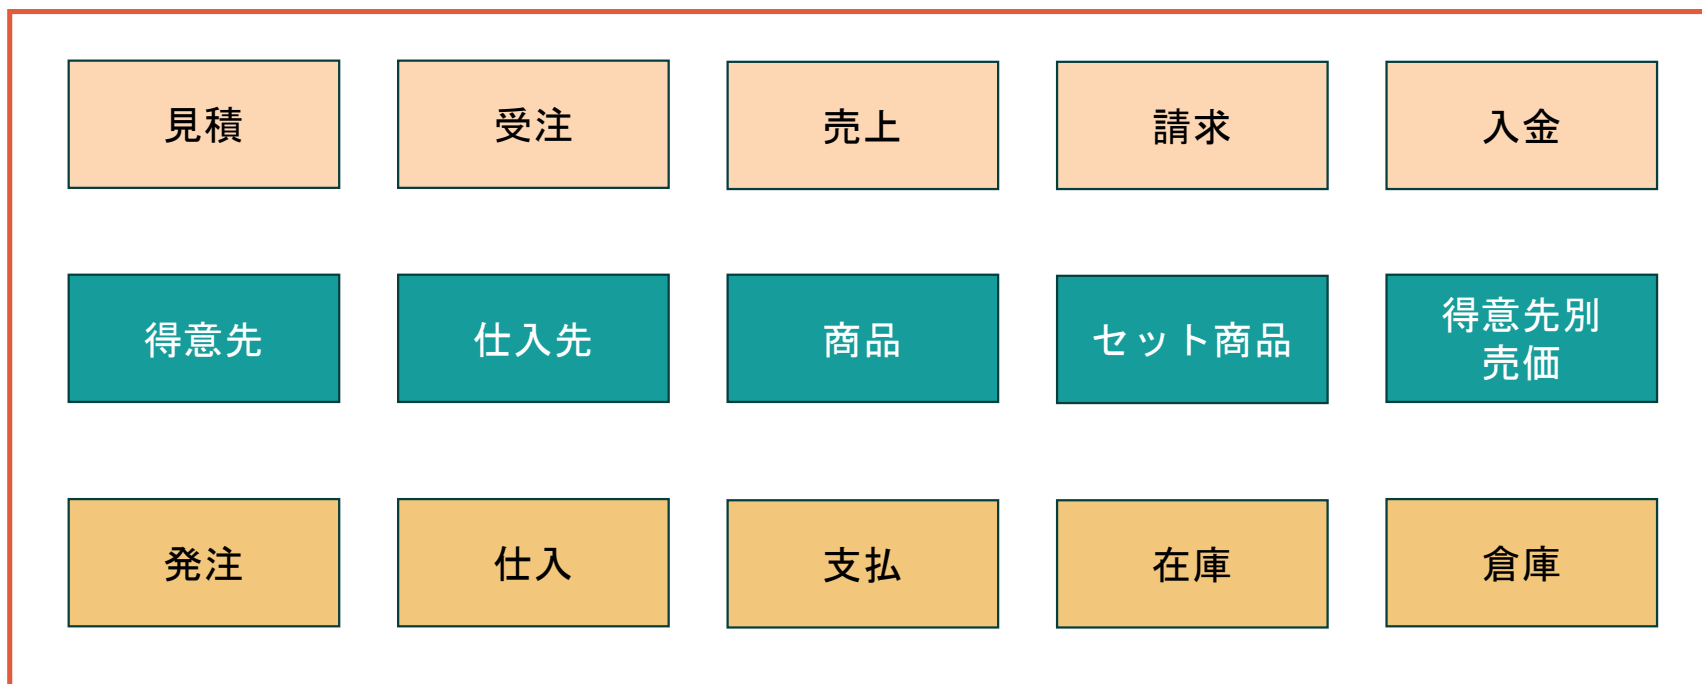 見積
受注
売上
請求
入金
得意先
仕入先
商品
セット商品
得意先別
売価
発注
仕入
支払
在庫
倉庫